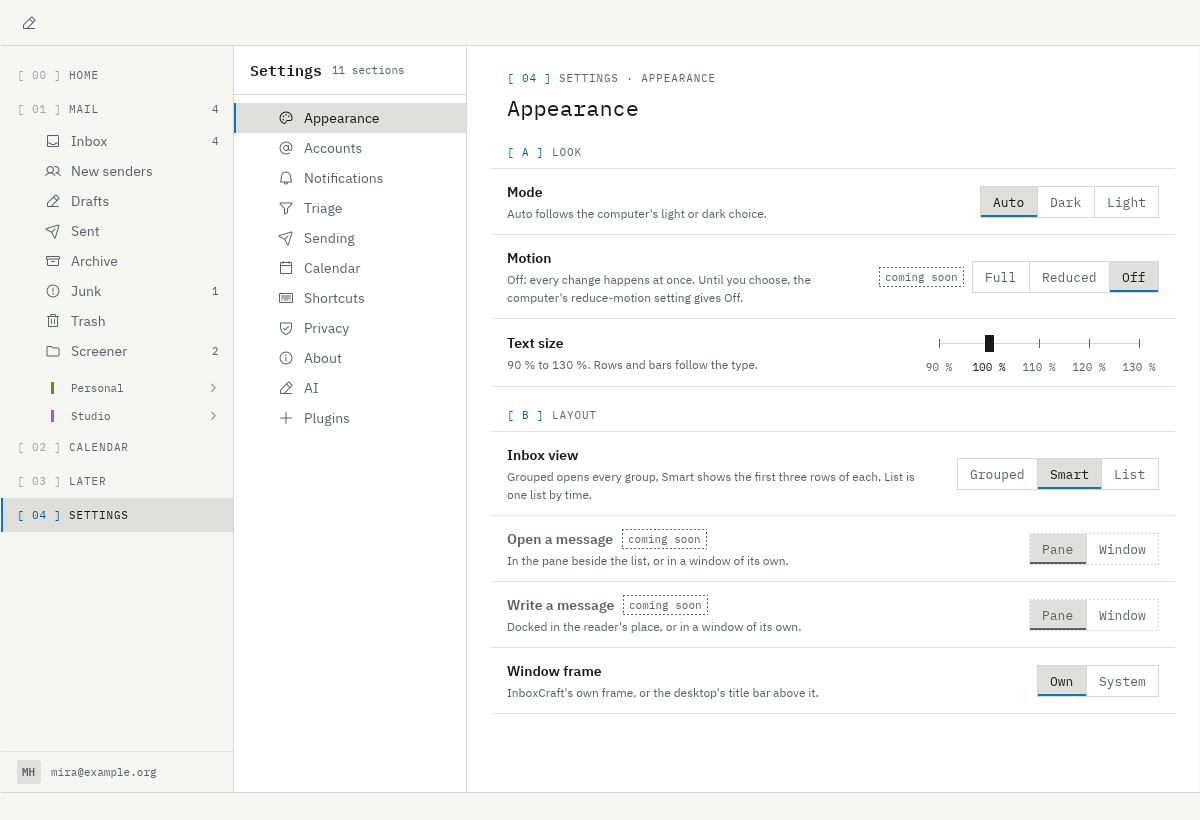 [ 00 ] HOME
[ 01 ] MAIL 4
Inbox 4
New senders
Drafts
Sent
Archive
Junk 1
Trash
Screener 2
Personal
Studio
[ 02 ] CALENDAR
[ 03 ] LATER
[ 04 ] SETTINGS
MH mira@example.org
Settings 11 sections
Appearance
Accounts
Notifications
Triage
Sending
Calendar
Shortcuts
Privacy
About
AI
Plugins
[ 04 ] SETTINGS · APPEARANCE
Appearance
[ A ] LOOK
Mode
Auto follows the computer's light or dark choice.
Auto Dark Light
Motion
Off: every change happens at once. Until you choose, the
computer's reduce-motion setting gives Off.
coming soon Full Reduced Off
Text size
90 % to 130 %. Rows and bars follow the type.
90 % 100 % 110 % 120 % 130 %
[ B ] LAYOUT
Inbox view
Grouped opens every group, Smart shows the first three rows of each, List is
one list by time.
Grouped Smart List
Open a message coming soon
In the pane beside the list, or in a window of its own.
Pane Window
Write a message coming soon
Docked in the reader's place, or in a window of its own.
Pane Window
Window frame
InboxCraft's own frame, or the desktop's title bar above it.
Own System